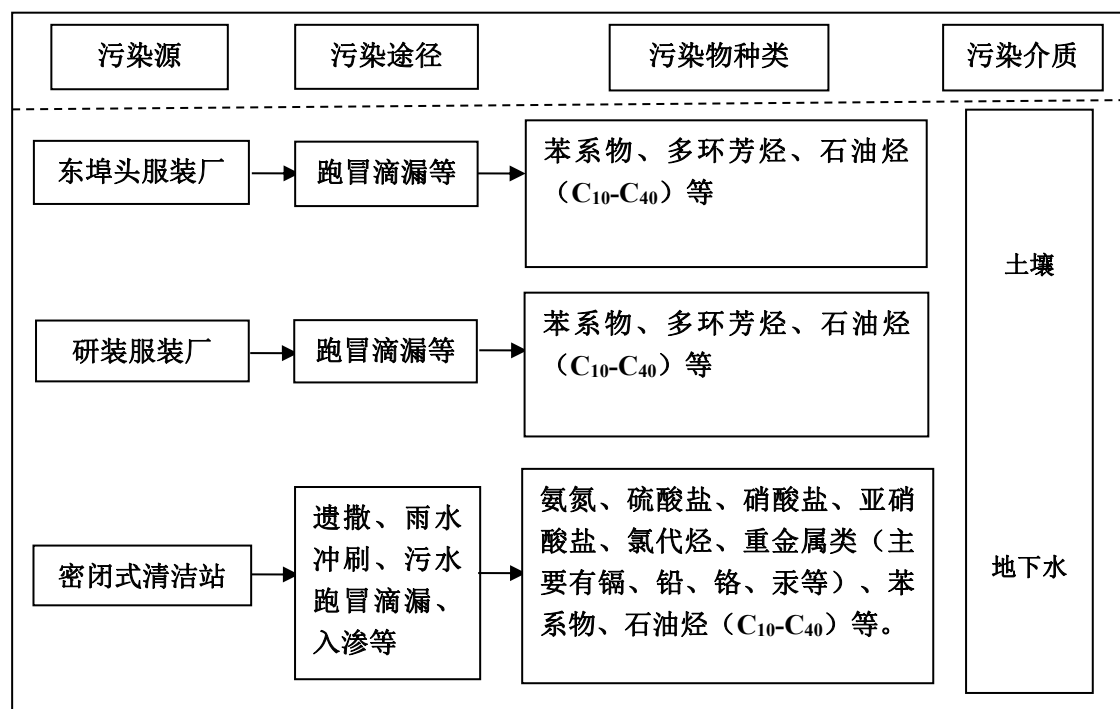 污染源
污染途径
污染物种类
污染介质
东埠头服装厂
跑冒滴漏等
苯系物、多环芳烃、石油烃
（C10-C40）等
研装服装厂
跑冒滴漏等
苯系物、多环芳烃、石油烃
（C10-C40）等
密闭式清洁站
遗撒、雨水
冲刷、污水
跑冒滴漏、
入渗等
氨氮、硫酸盐、硝酸盐、亚硝
酸盐、氯代烃、重金属类（主
要有镉、铅、铬、汞等）、苯
系物、石油烃（C10-C40）等。
土壤
地下水